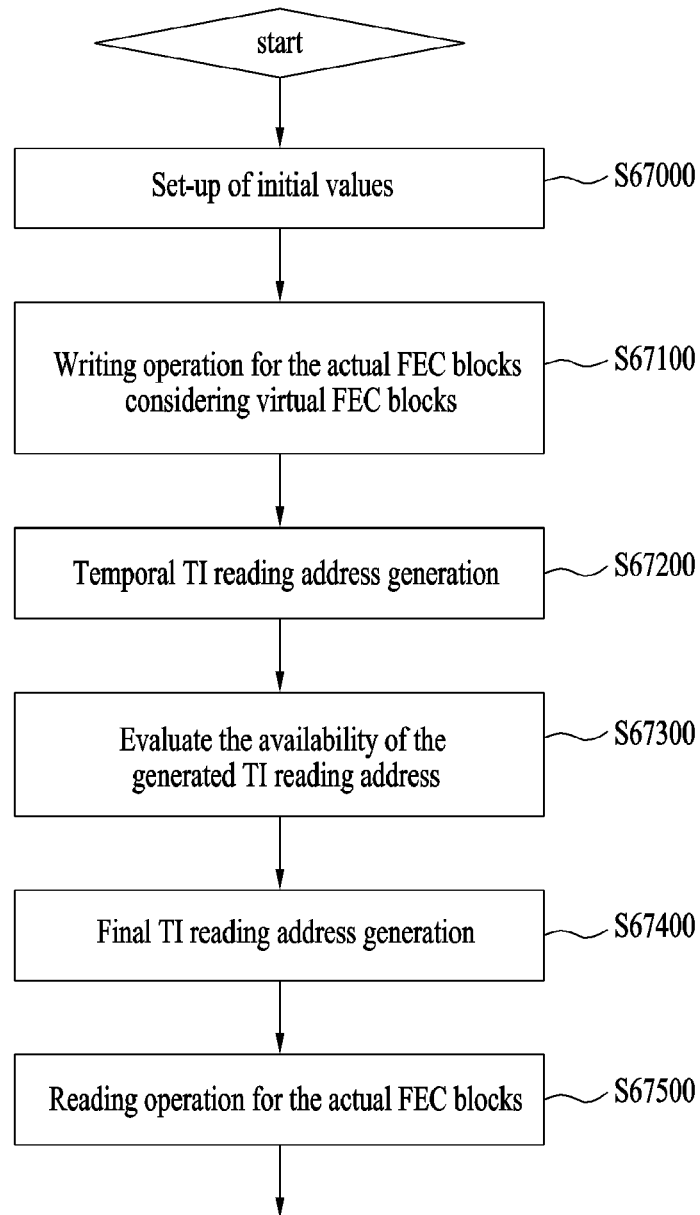 start
Set-up of initial values
S67000
Writing operation for the actual FEC blocks
considering virtual FEC blocks
S67100
Temporal TI reading address generation
S67200
Evaluate the availability of the
generated TI reading address
S67300
Final TI reading address generation
S67400
Reading operation for the actual FEC blocks
S67500